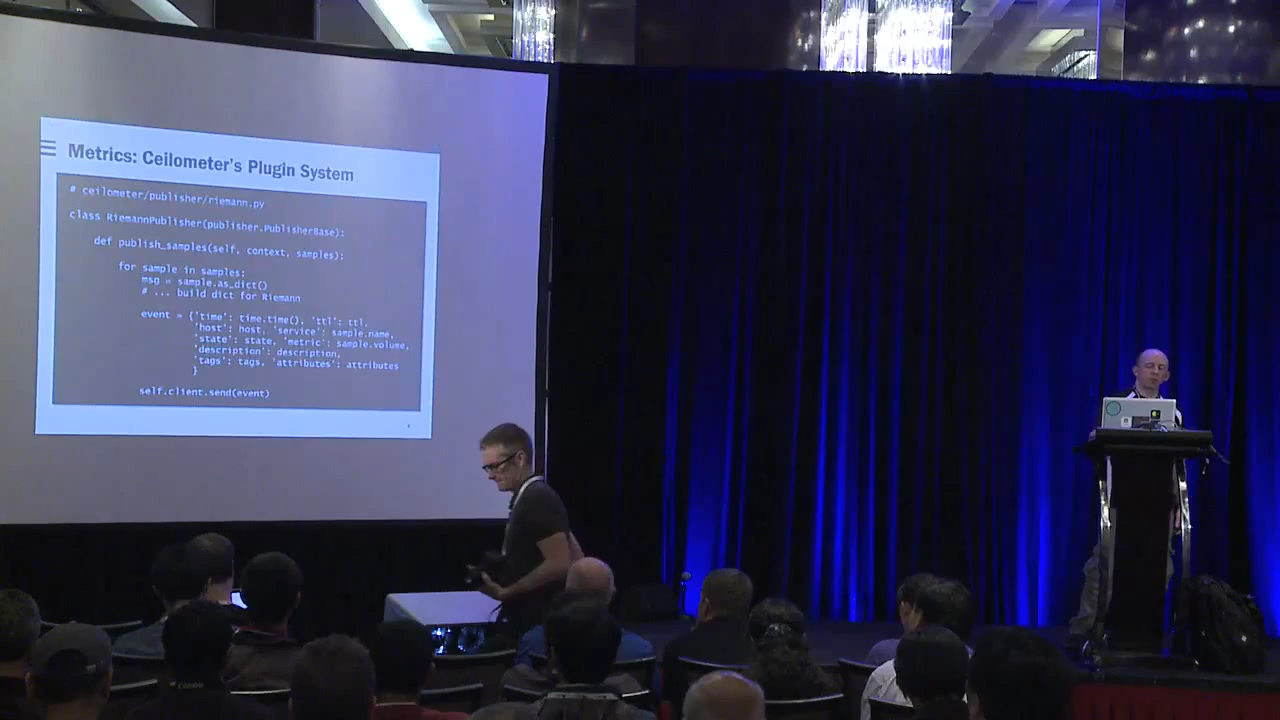 Metrics: Ceilometer's Plugin System
# ceilometer/publisher/riemann.py
class RiemannPublisher(publisher.PublisherBase):
def publish_samples(self, context, samples):
for sample in samples:
msg = sample.as_dict()
# ... build dict for Riemann
event = {'time': time.time(), 'ttl': ttl,
'host': host, 'service': sample.name,
'state': state, 'metric': sample.volume,
'description': description,
'tags': tags, 'attributes': attributes
}
self.client.send(event)